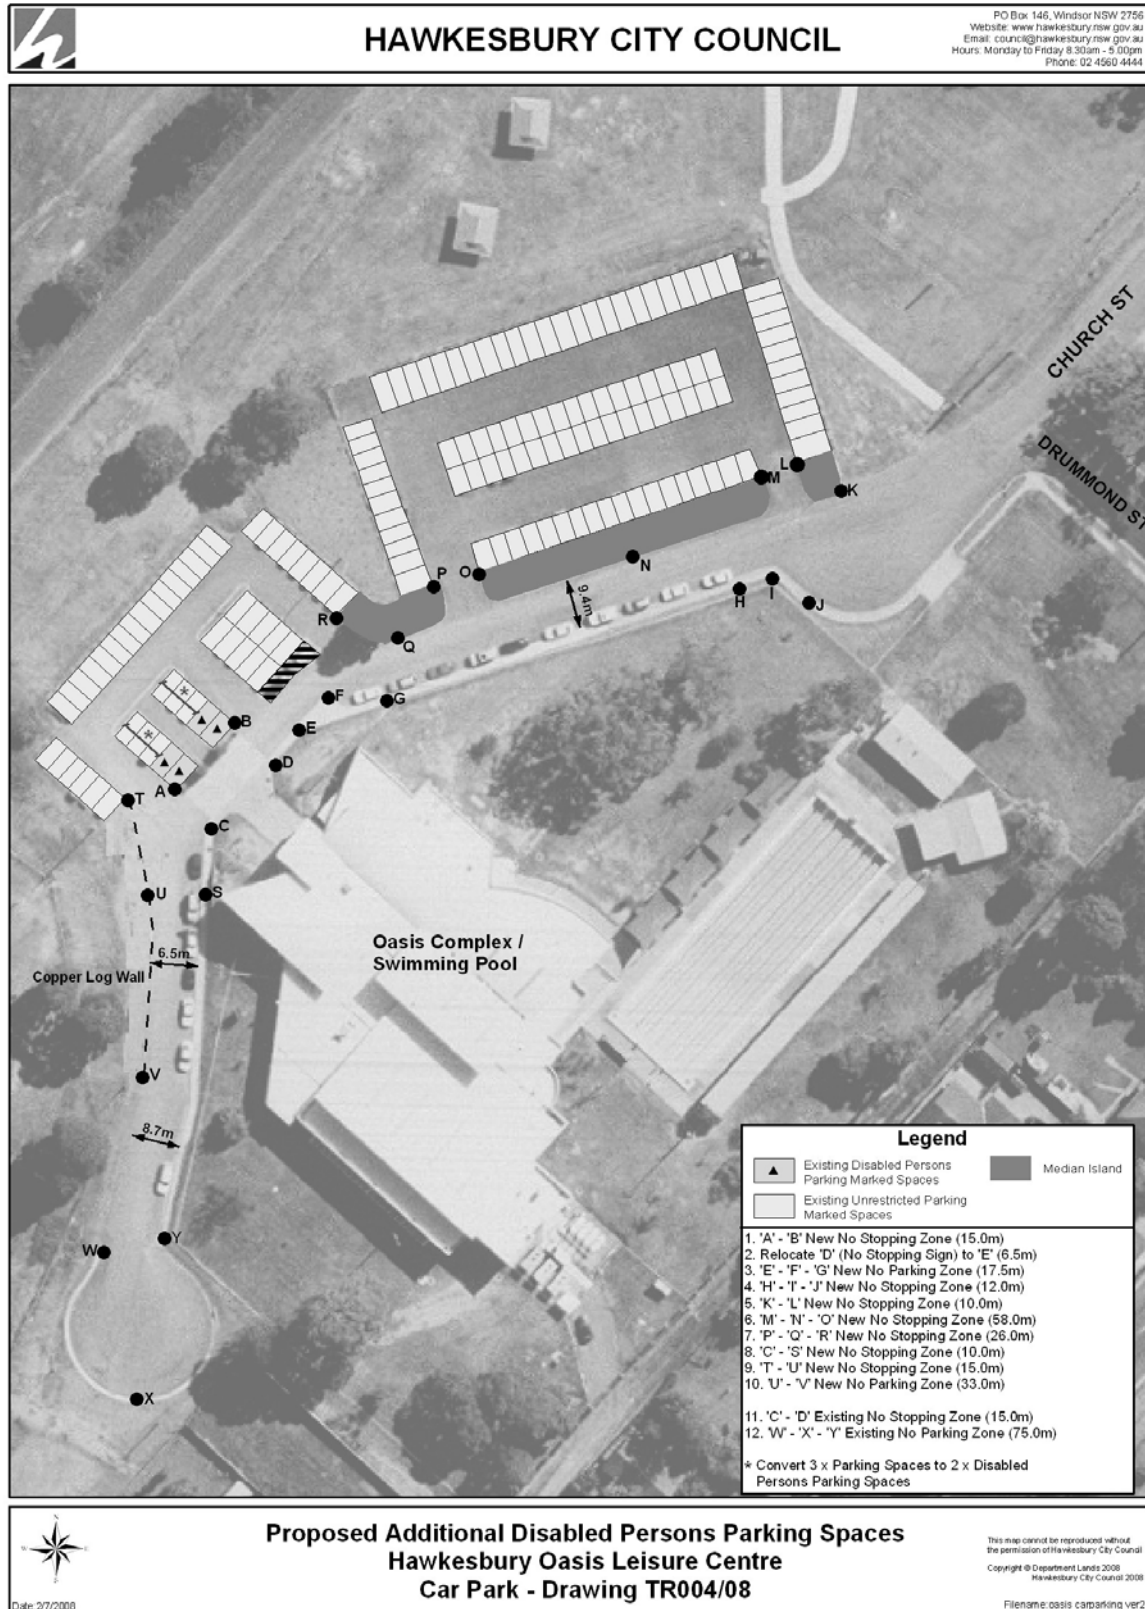 HAWKESBURY CITY COUNCIL
PO Box 146, Windsor NSW 2756
Website: www.hawkesbury.nsw.gov.au
Email: council@hawkesbury.nsw.gov.au
Hours: Monday to Friday 8:30am - 5:00pm
Phone: 02 4560 4444
CHURCH ST
DRUMMOND ST
L
M
K
N
O
P
9.4m
H
I
J
R
Q
F
G
B
E
D
*
*
A
T
C
U
S
6.5m
Oasis Complex /
Swimming Pool
Copper Log Wall
V
8.7m
W
Y
X
Legend
Existing Disabled Persons
Parking Marked Spaces
Median Island
Existing Unrestricted Parking
Marked Spaces
1. 'A' - 'B' New No Stopping Zone (15.0m)
2. Relocate 'D' (No Stopping Sign) to 'E' (6.5m)
3. 'E' - 'F' - 'G' New No Parking Zone (17.5m)
4. 'H' - 'I' - 'J' New No Stopping Zone (12.0m)
5. 'K' - 'L' New No Stopping Zone (10.0m)
6. 'M' - 'N' - 'O' New No Stopping Zone (58.0m)
7. 'P' - 'Q' - 'R' New No Stopping Zone (26.0m)
8. 'C' - 'S' New No Stopping Zone (10.0m)
9. 'T' - 'U' New No Stopping Zone (15.0m)
10. 'U' - 'V' New No Parking Zone (33.0m)
11. 'C' - 'D' Existing No Stopping Zone (15.0m)
12. 'W' - 'X' - 'Y' Existing No Parking Zone (75.0m)
* Convert 3 x Parking Spaces to 2 x Disabled
Persons Parking Spaces
Proposed Additional Disabled Persons Parking Spaces
Hawkesbury Oasis Leisure Centre
Car Park - Drawing TR004/08
Date 2/7/2008
This map cannot be reproduced without
the permission of Hawkesbury City Council
Copyright © Department Lands 2008
Hawkesbury City Council 2008
Filename:oasis carparking ver2